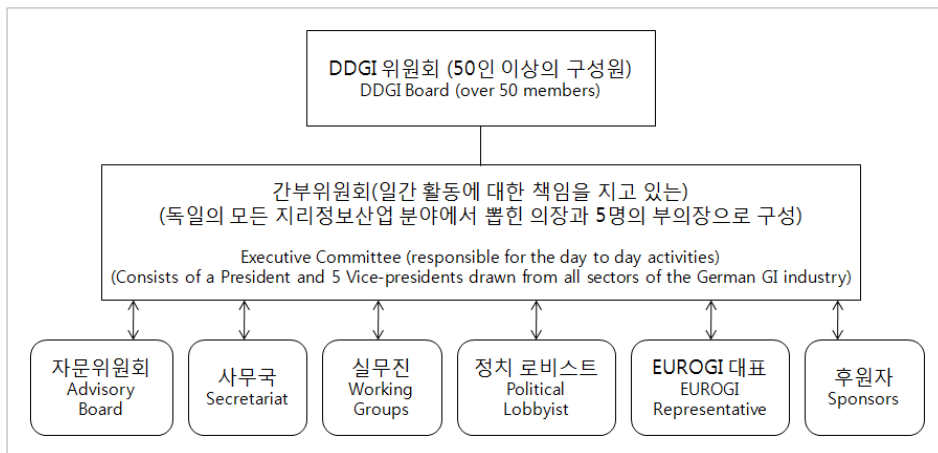 DDGI 위원회 (50인 이상의 구성원)
DDGI Board (over 50 members)
간부위원회(일간 활동에 대한 책임을 지고 있는)
(독일의 모든 지리정보산업 분야에서 뽑힌 의장과 5명의 부의장으로 구성)
Executive Committee (responsible for the day to day activities)
(Consists of a President and 5 Vice-presidents drawn from all sectors of the German GI industry)
자문위원회
Advisory
Board
사무국
Secretariat
실무진
Working
Groups
정치 로비스트
Political
Lobbyist
EUROGI 대표
EUROGI
Representative
후원자
Sponsors